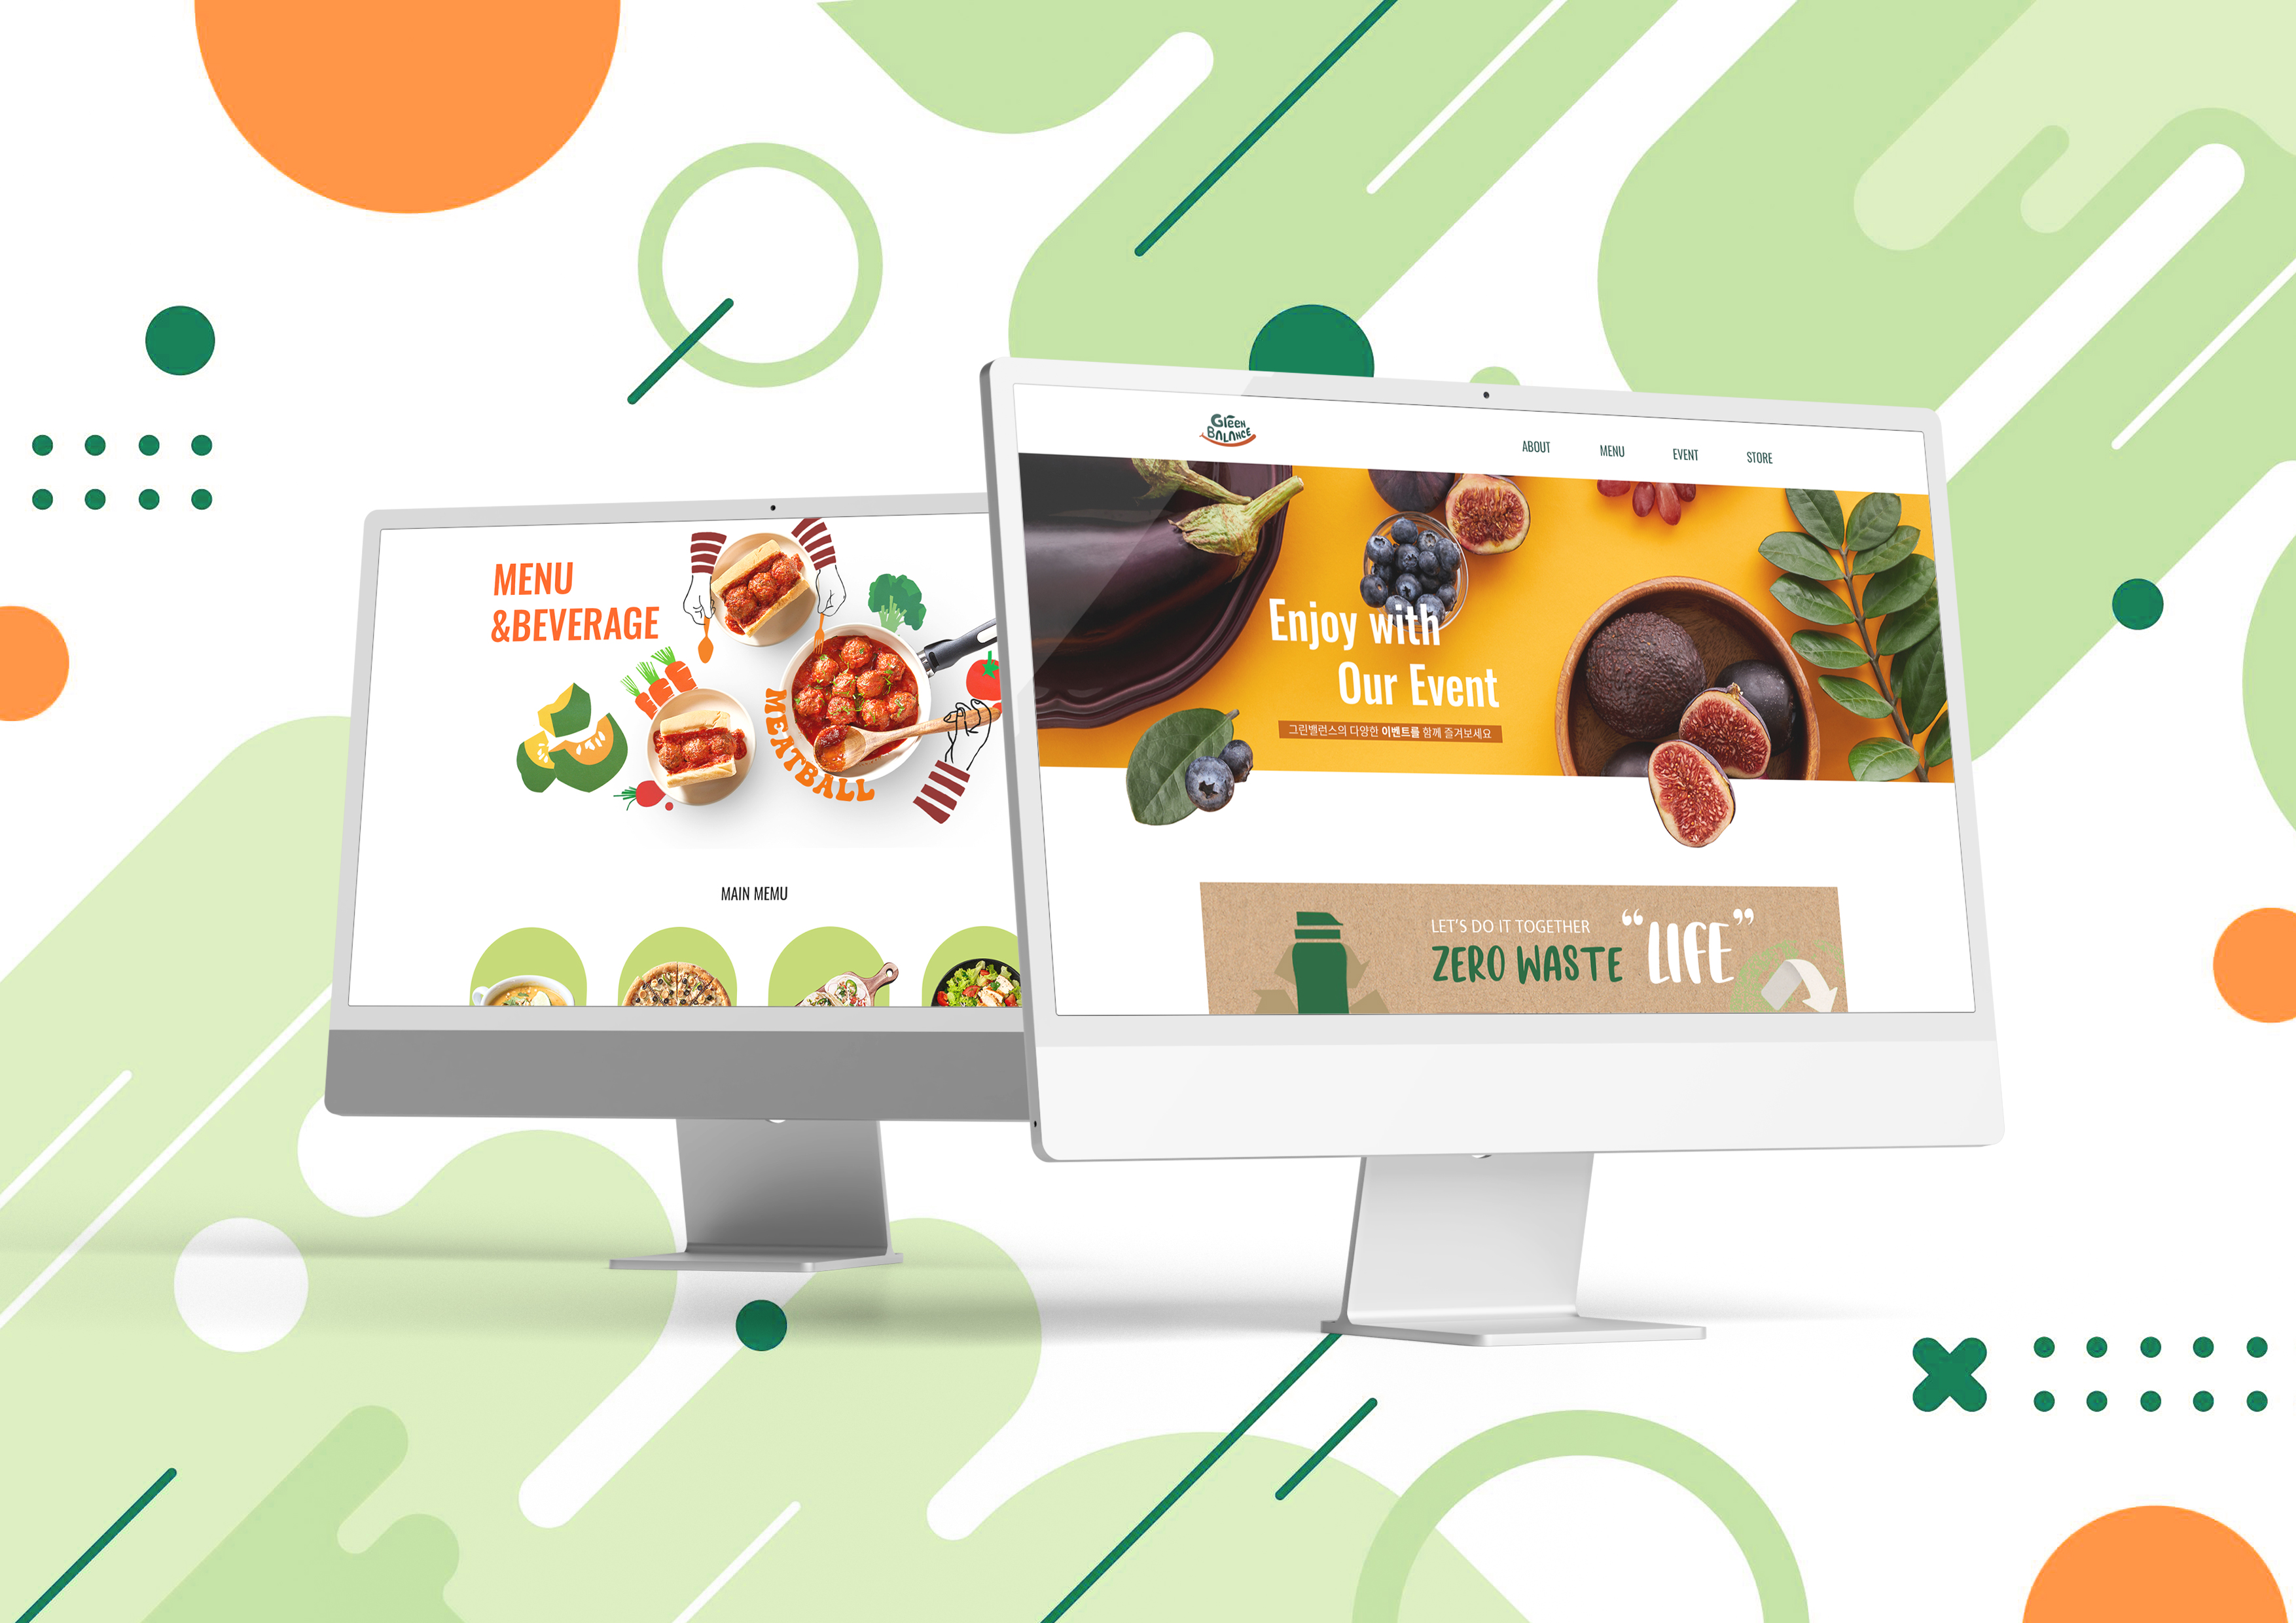 MENU
&BEVERAGE
MEATBALL
MAIN MEMU
Green
BALANCE
ABOUT
MENU
EVENT
STORE
Enjoy with
Our Event
그린밸런스의 다양한 이벤트를 함께 즐겨보세요
LET'S DO IT TOGETHER
ZERO WASTE "LIFE"